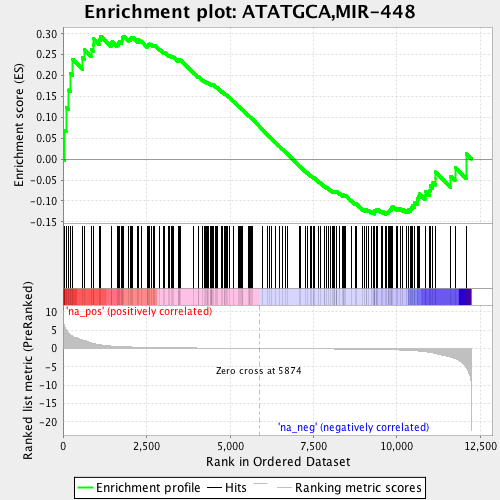 Enrichment plot: ATATGCA,MIR-448
Enrichment score (ES)
0.30
0.25
0.20
0.15
0.10
0.05
0.00
-0.05
-0.10
-0.15
Ranked list metric (PreRanked)
'na_pos' (positively correlated)
10
5
0
-5
-10
-15
-20
Zero cross at 5874
'na_neg' (negatively correlated)
0
2,500
5,000
7,500
10,000
12,500
Rank in Ordered Dataset
Enrichment profile
Hits
Ranking metric scores